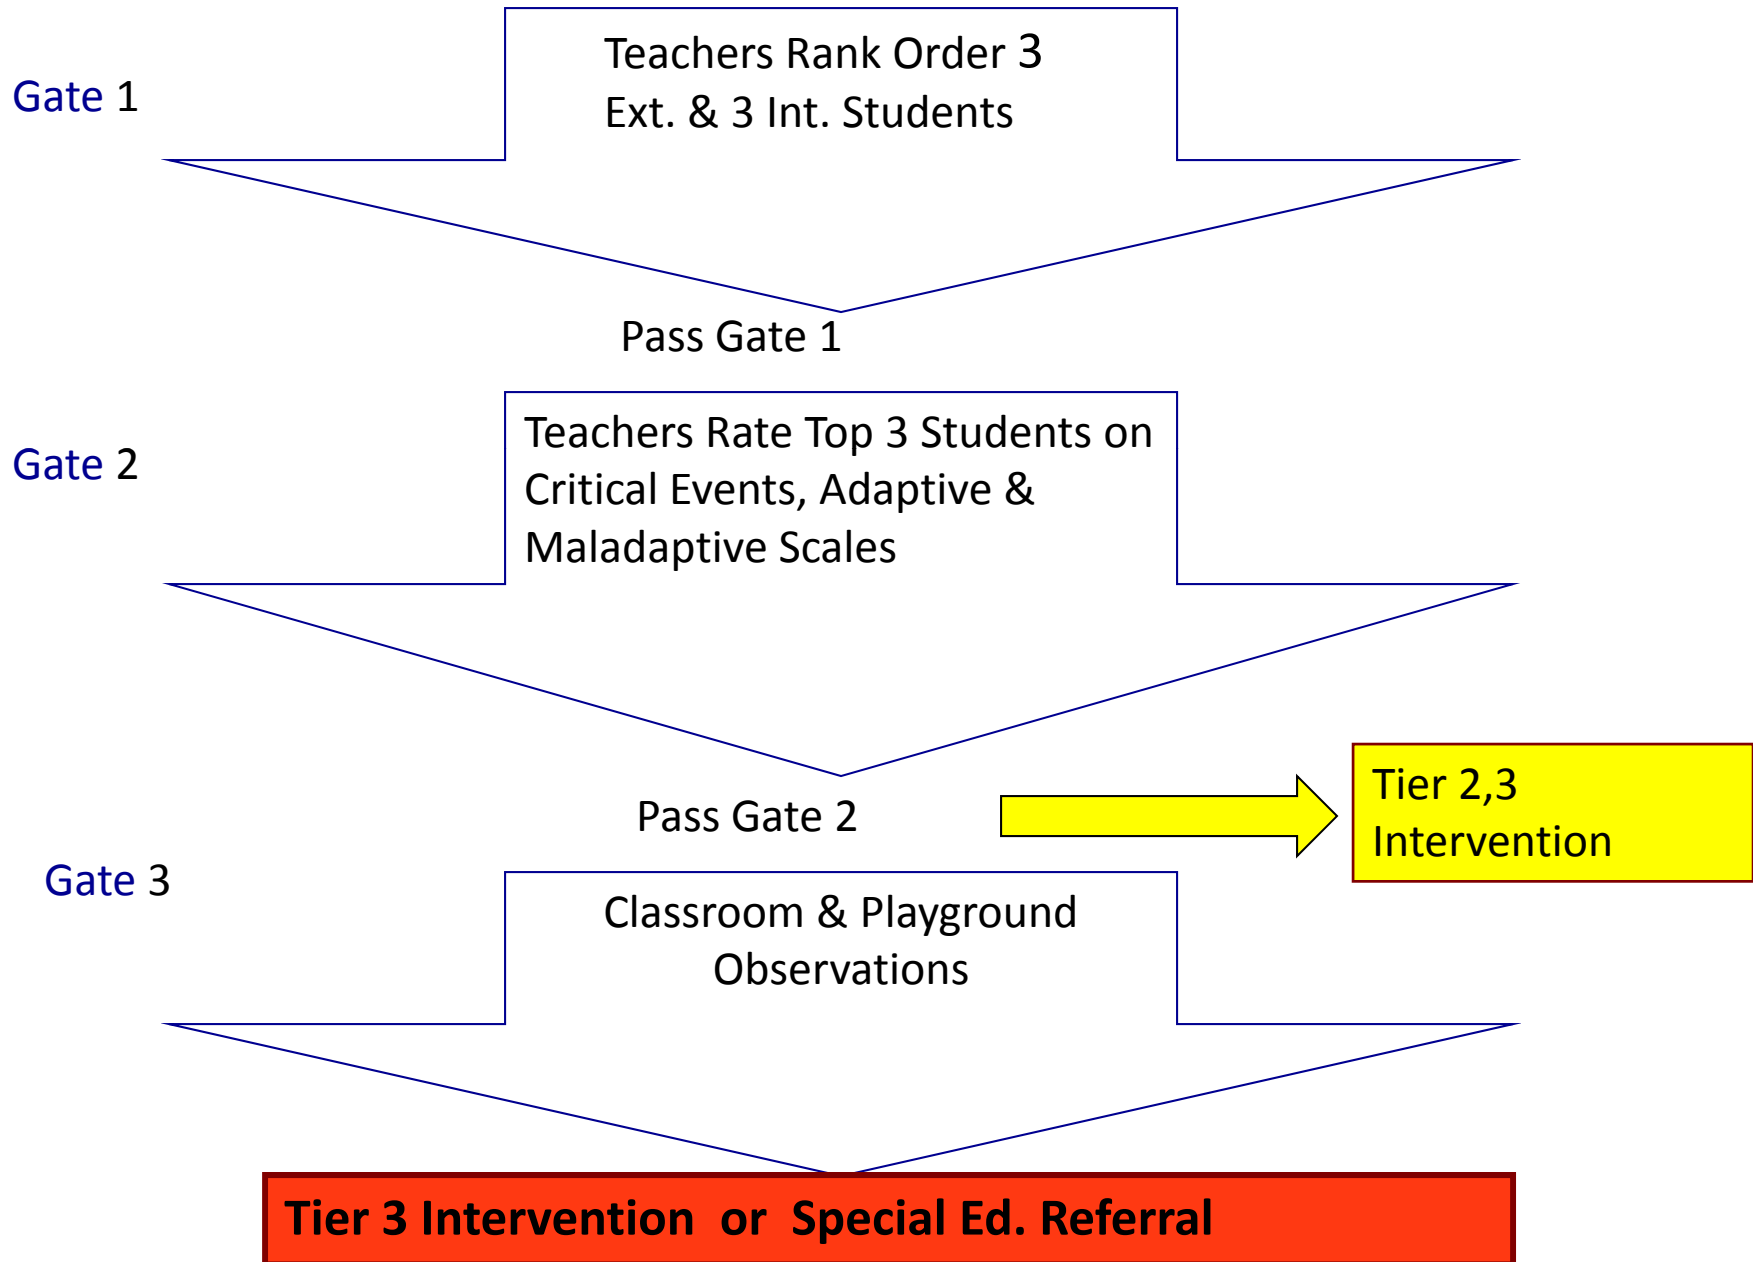 Gate 1
Teachers Rank Order 3
Ext. & 3 Int. Students
Pass Gate 1
Gate 2
Teachers Rate Top 3 Students on
Critical Events, Adaptive &
Maladaptive Scales
Pass Gate 2
Tier 2,3
Intervention
Gate 3
Classroom & Playground
Observations
Tier 3 Intervention or Special Ed. Referral